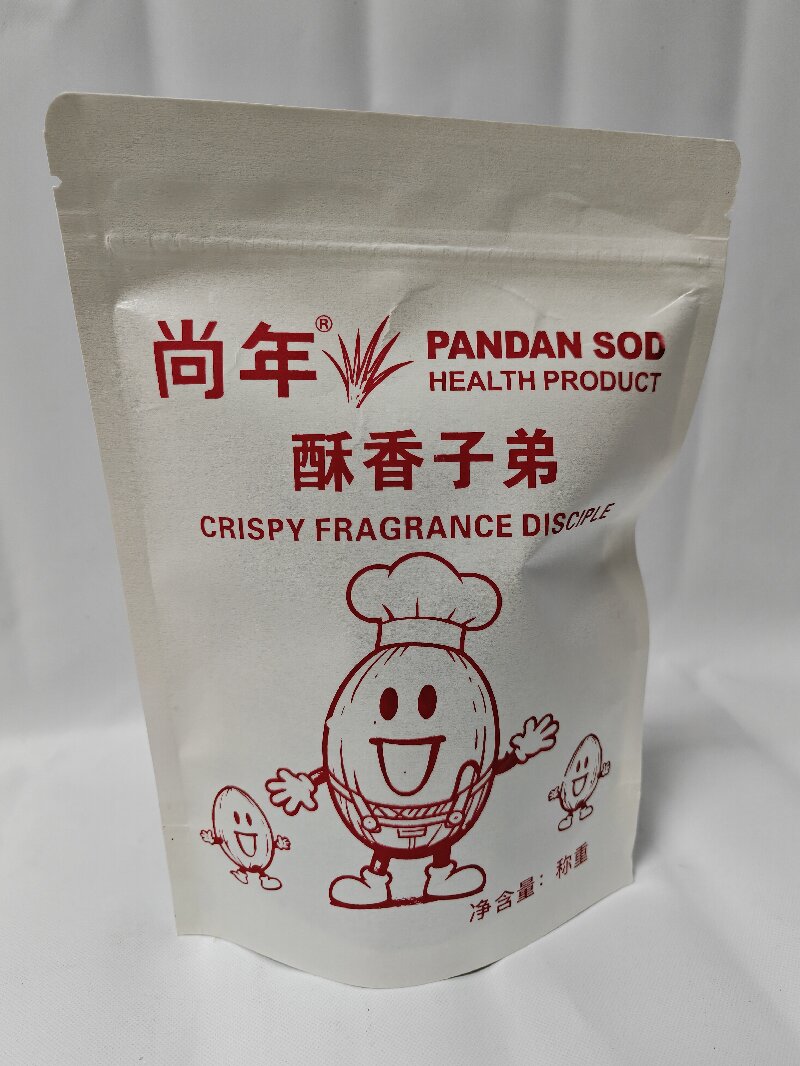 尚年® PANDAN SOD
HEALTH PRODUCT
酥香子弟
CRISPY FRAGRANCE DISCIPLE
净含量：称重